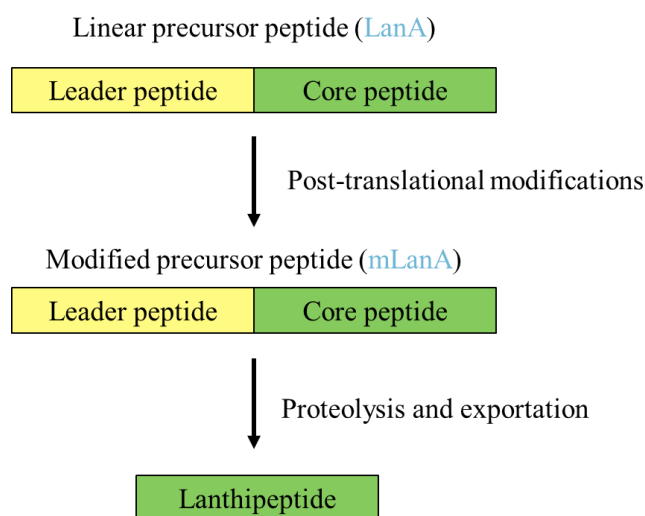 Linear precursor peptide (LanA)
Leader peptide Core peptide
Post-translational modifications
Modified precursor peptide (mLanA)
Leader peptide Core peptide
Proteolysis and exportation
Lanthipeptide